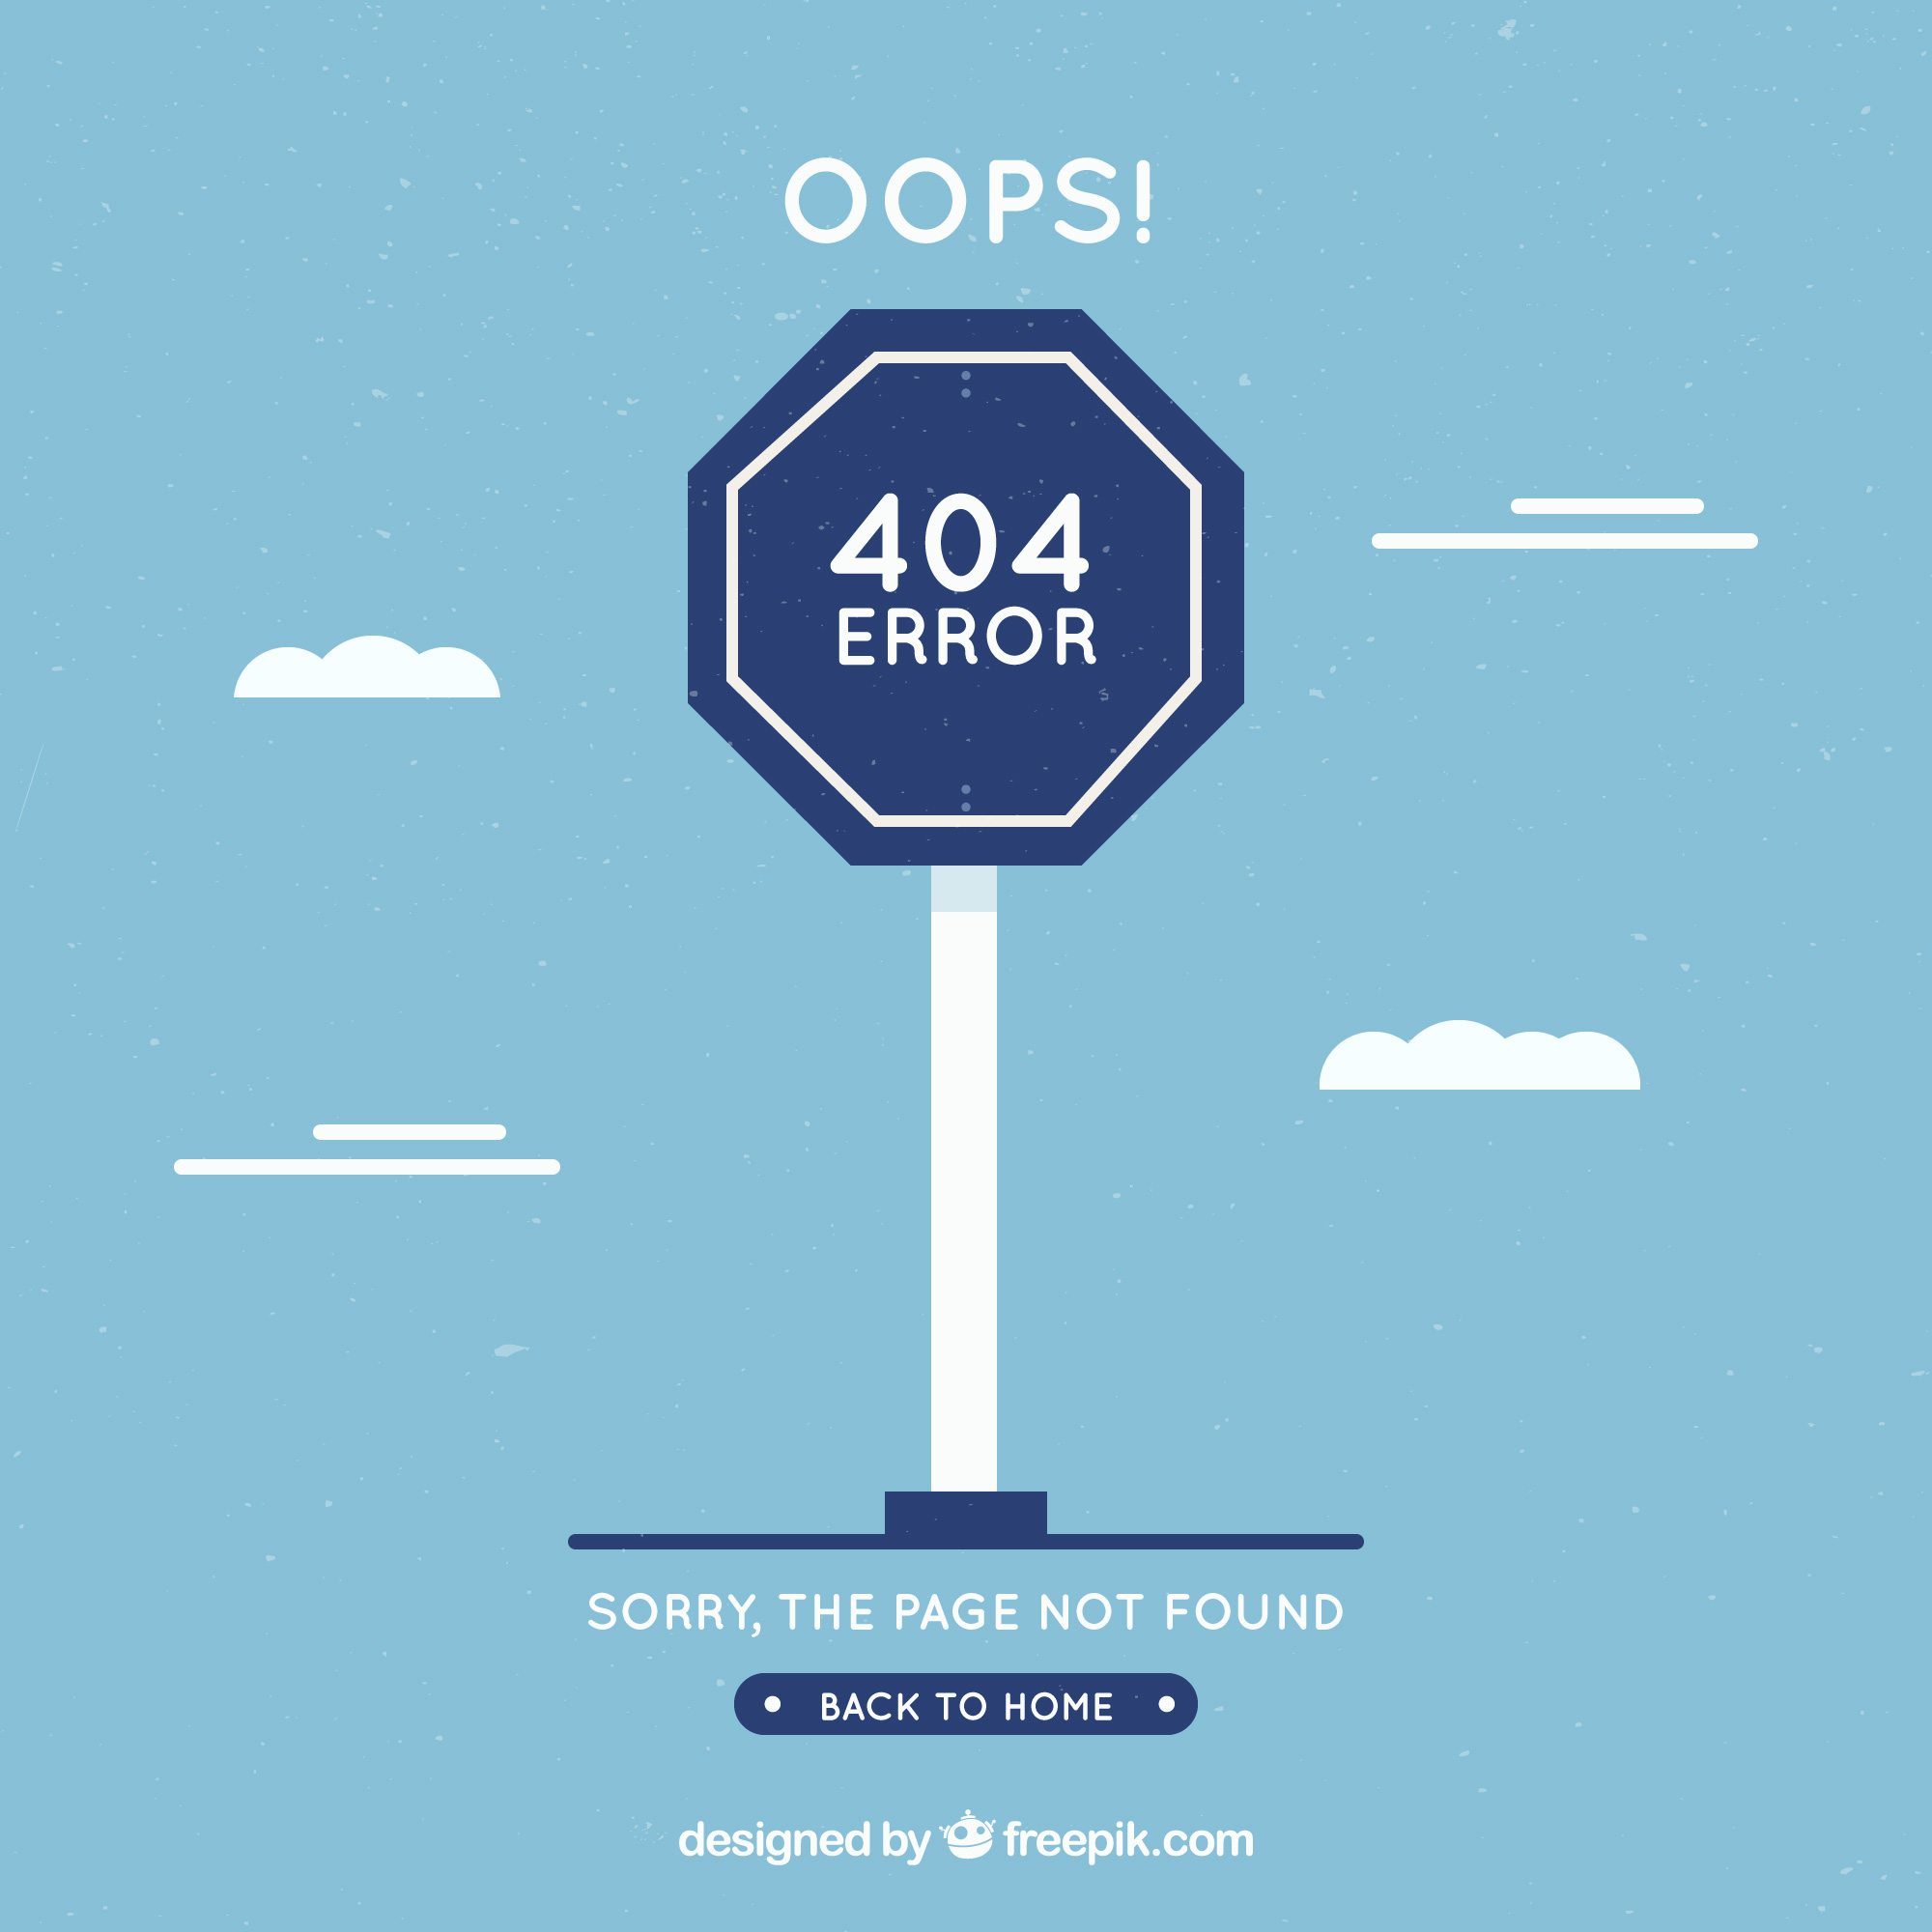 OOPS!
404
ERROR
SORRY, THE PAGE NOT FOUND
BACK TO HOME
designed by freepik.com